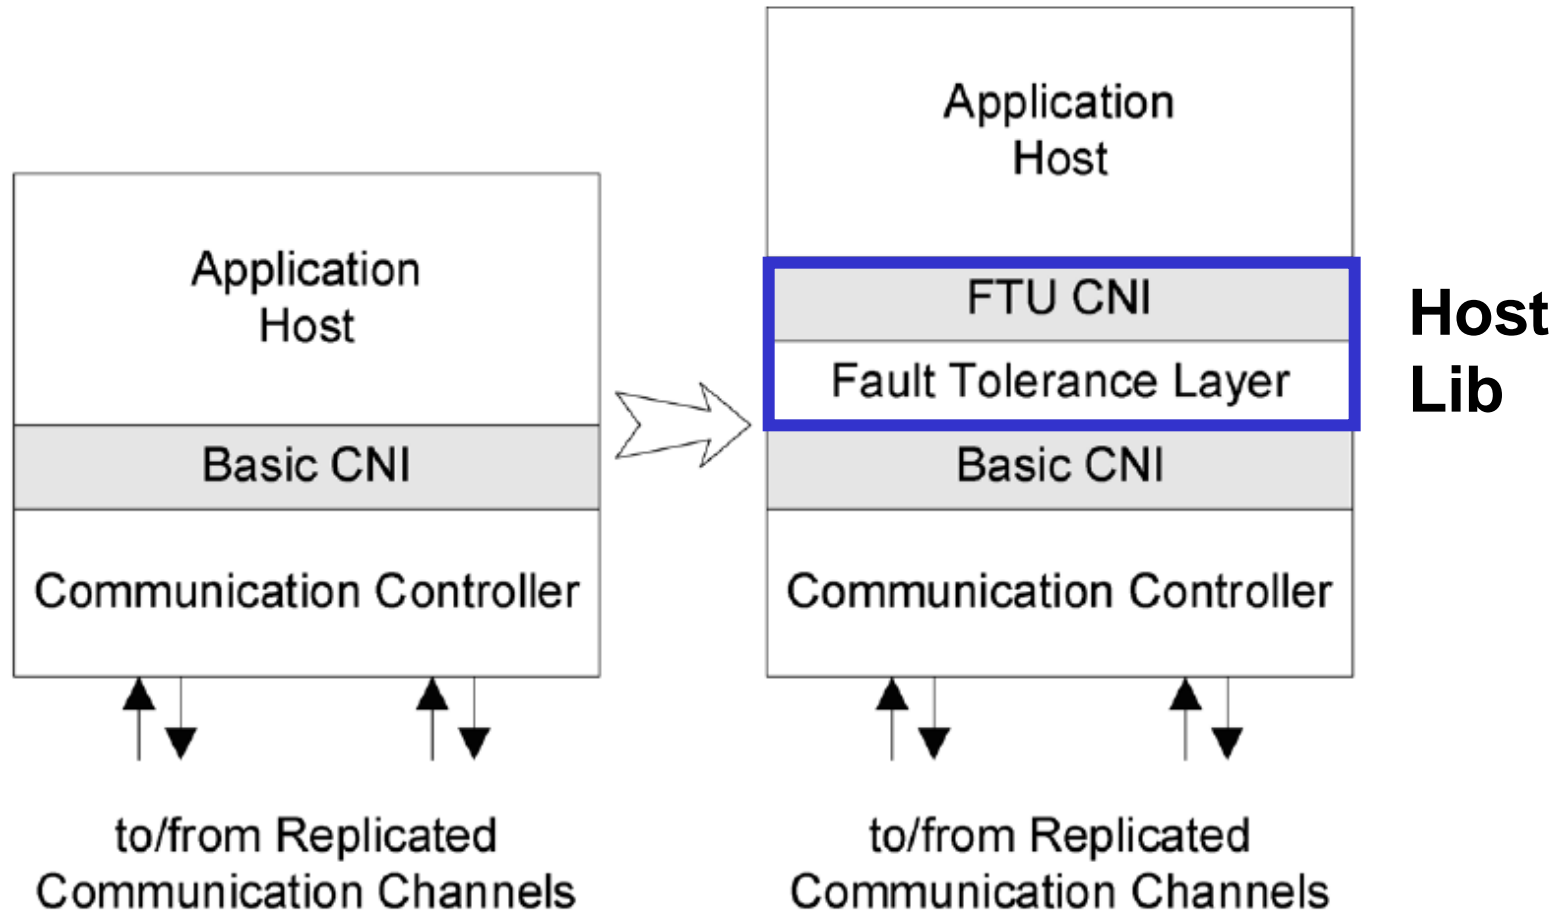 Application
Host
Basic CNI
Communication Controller
to/from Replicated
Communication Channels
Application
Host
FTU CNI
Fault Tolerance Layer
Basic CNI
Communication Controller
to/from Replicated
Communication Channels
Host
Lib